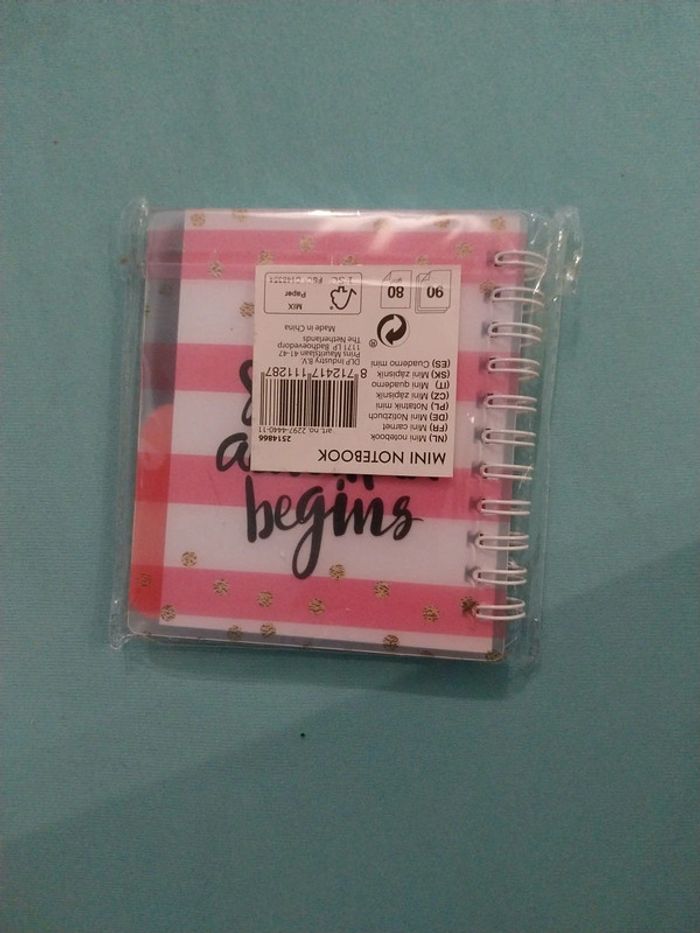 MINI NOTEBOOK
2514866
art.no. 2297-4440-11
(NL) Mini notebook
(FR) Mini carnet
(DE) Mini Notizbuch
(PL) Notatnik mini
(CZ) Mini zápisník
(IT) Mini quaderno
(SK) Mini zápisník
(ES) Cuaderno mini
8 712417 111287
DLP Industry B.V.
Prins Mauritslaan 41-47
1171 LP Badhoevedorp
The Netherlands
Made in China
90
80
MIX
Paper
begins